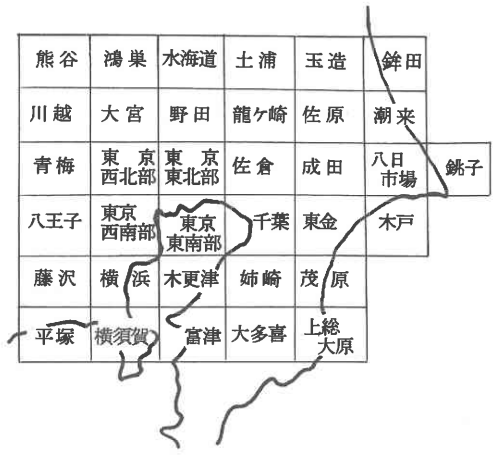 熊谷 鴻巣 水海道 土浦 玉造 鉾田
川越 大宮 野田 龍ケ崎 佐原 潮来
青梅 東京西北部 東京東北部 佐倉 成田 八日市場 銚子
八王子 東京西南部 東京東南部 千葉 東金 木戸
藤沢 横浜 木更津 姉崎 茂原
平塚 横須賀 富津 大多喜 上総大原